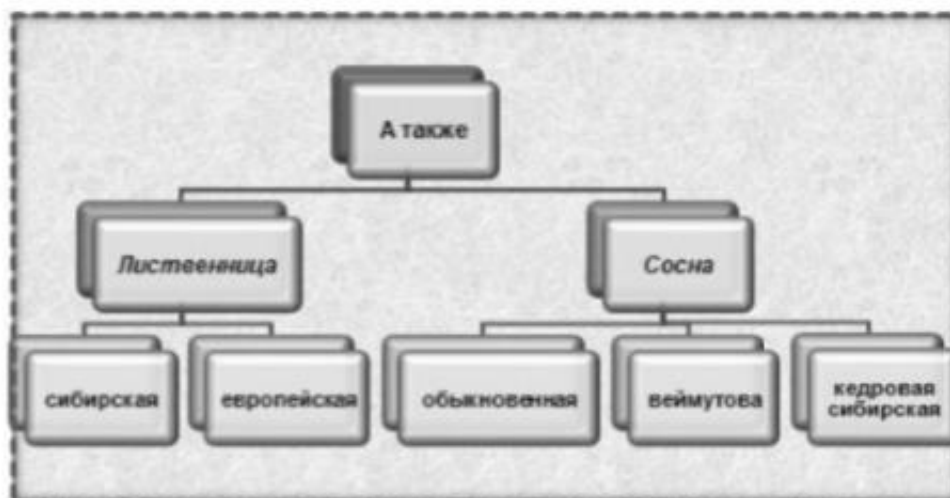 А также
Лиственница
Сосна
сибирская
европейская
обыкновенная
веймутова
кедровая
сибирская